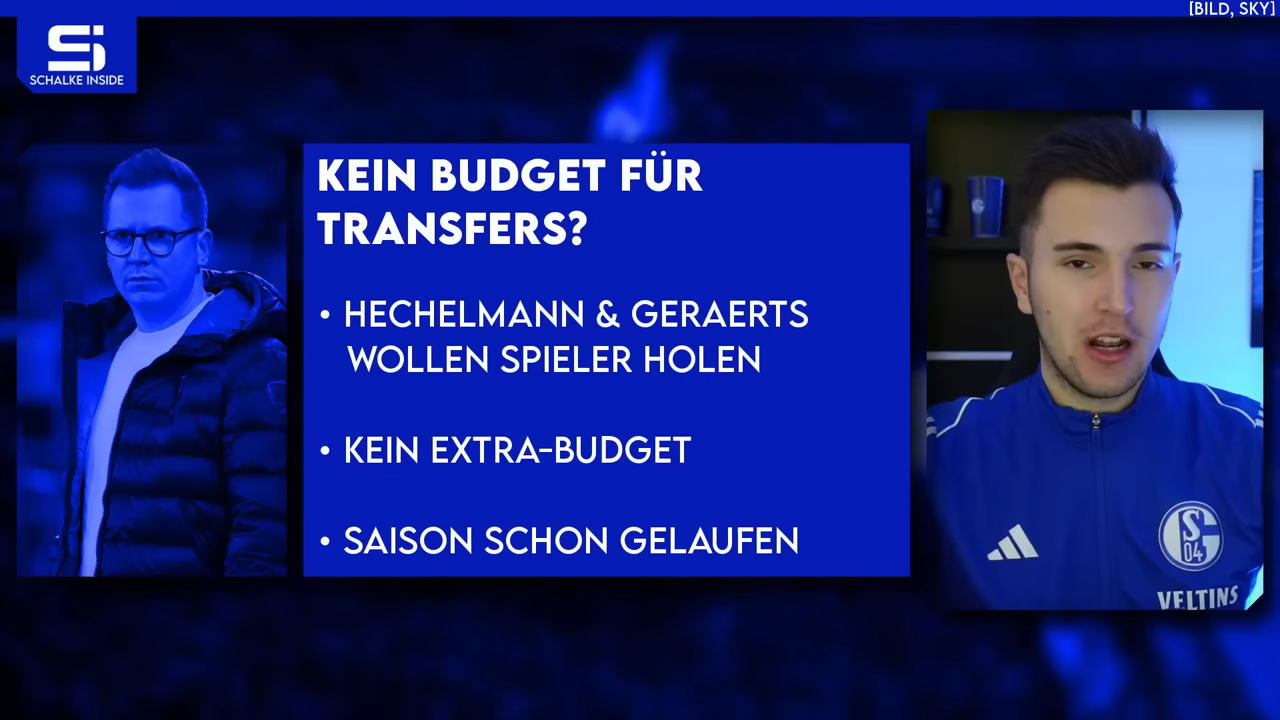 [BILD, SKY]
SCHALKE INSIDE
KEIN BUDGET FÜR
TRANSFERS?
• HECHELMANN & GERAERTS
WOLLEN SPIELER HOLEN
• KEIN EXTRA-BUDGET
• SAISON SCHON GELAUFEN
S
04
VELTINS